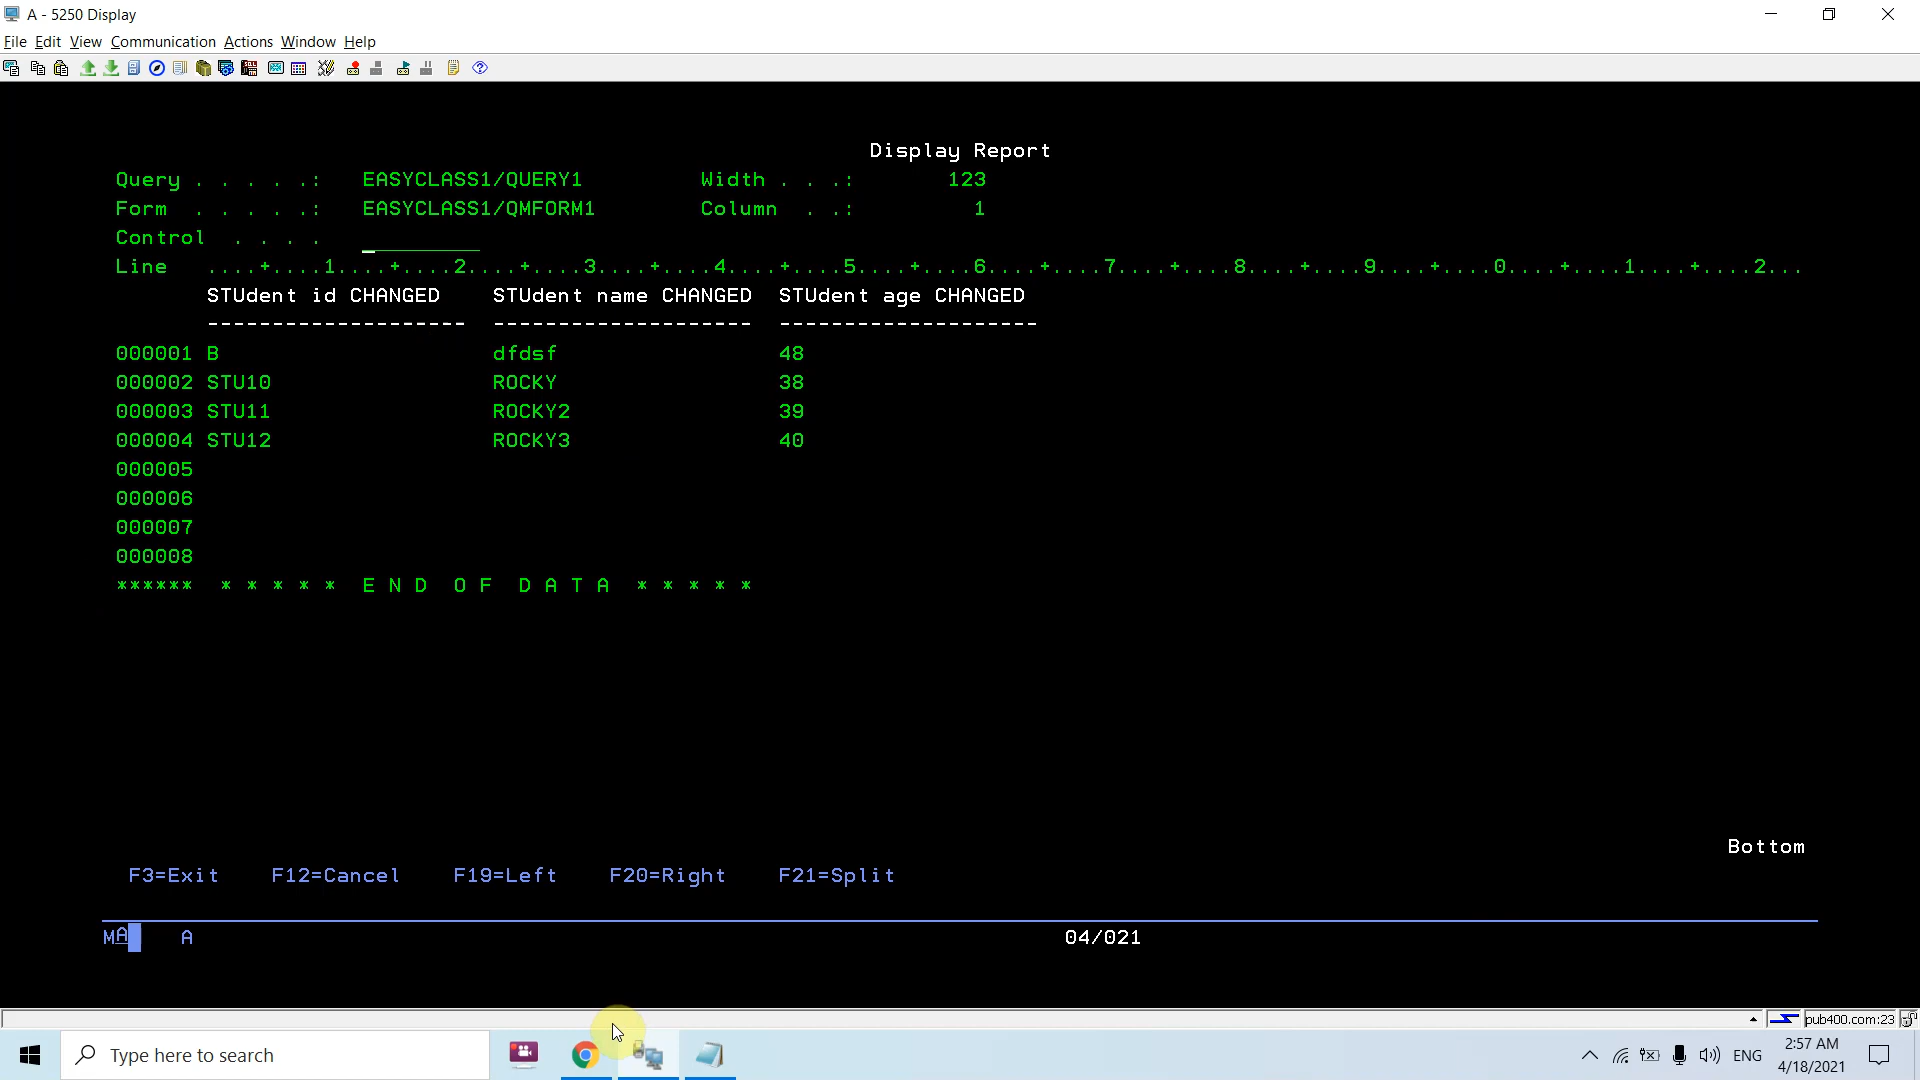 A - 5250 Display
File Edit View Communication Actions Window Help
Display Report
Query . . . . .: EASYCLASS1/QUERY1 Width . . .: 123
Form . . . . .: EASYCLASS1/QMFORM1 Column . .: 1
Control . . . .
Line ....+....1....+....2....+....3....+....4....+....5....+....6....+....7....+....8....+....9....+....0....+....1....+....2...
STUdent id CHANGED STUdent name CHANGED STUdent age CHANGED
-------------------- -------------------- --------------------
000001 B dfdsf 48
000002 STU10 ROCKY 38
000003 STU11 ROCKY2 39
000004 STU12 ROCKY3 40
000005
000006
000007
000008
****** * * * * * E N D O F D A T A * * * * *
Bottom
F3=Exit F12=Cancel F19=Left F20=Right F21=Split
MA A 04/021
pub400.com:23
Type here to search
ENG
2:57 AM
4/18/2021